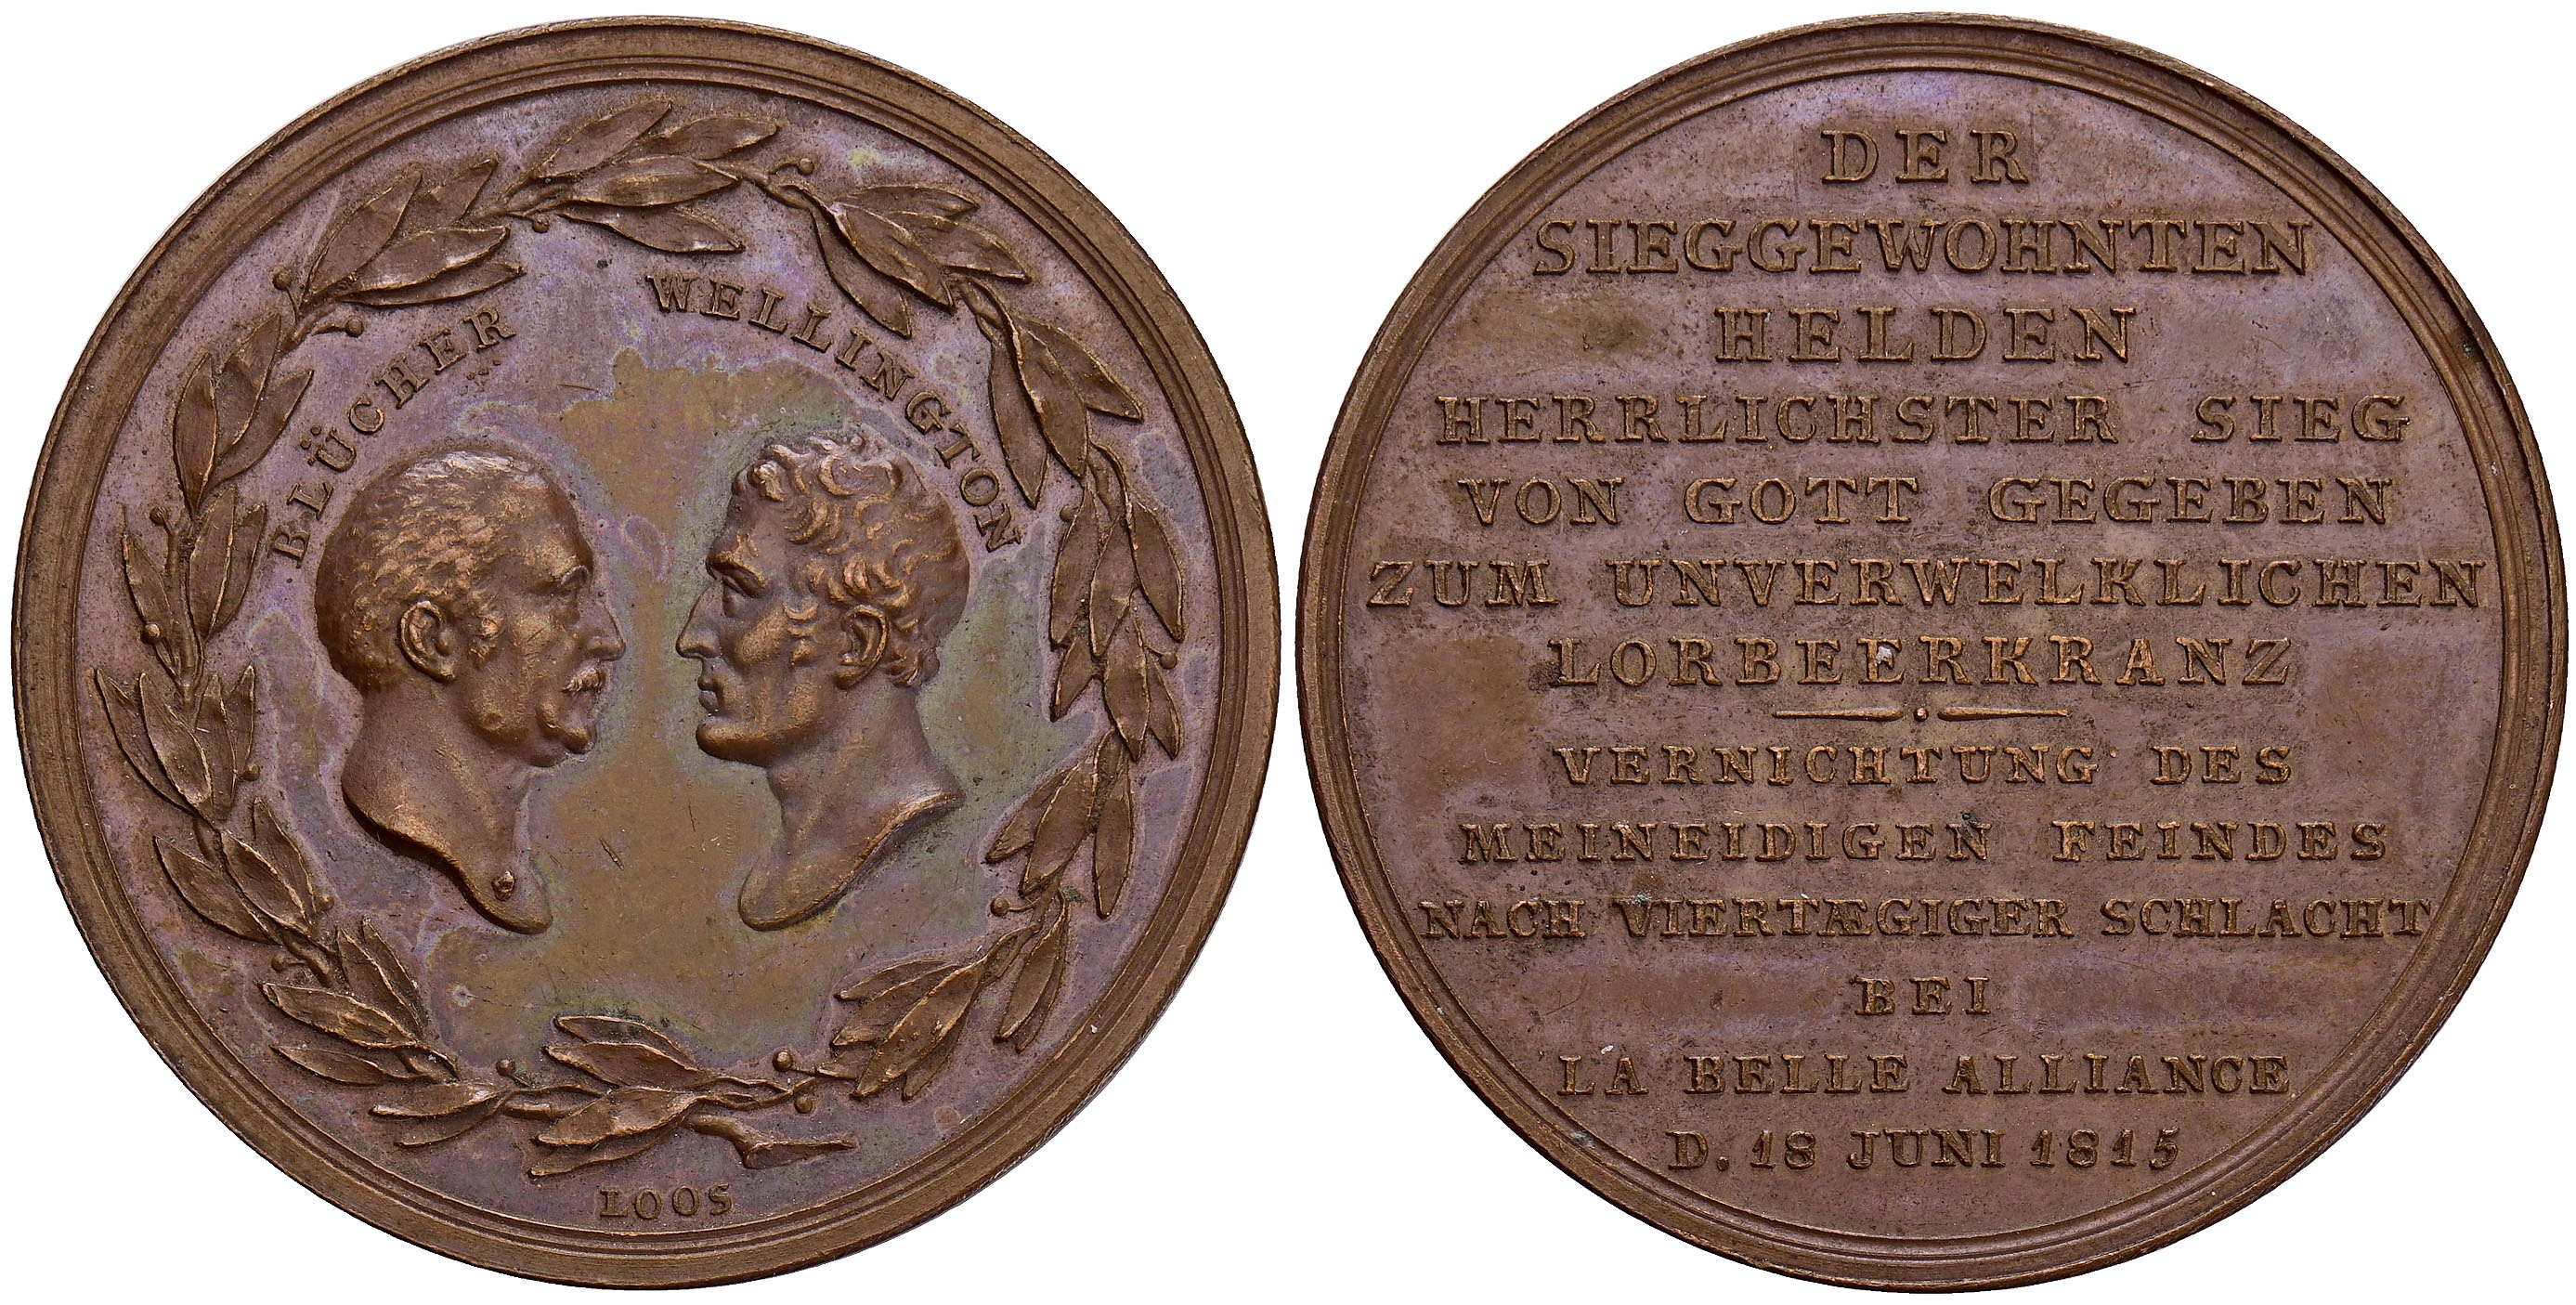 BLÜCHER
WELLINGTON
LOOS
DER
SIEGGEWOHNTEN
HELDEN
HERRLICHSTER SIEG
VON GOTT GEGEBEN
ZUM UNVERWELKLICHEN
LORBEERKRANZ
VERNICHTUNG DES
MEINEIDIGEN FEINDES
NACH VIERTÆGIGER SCHLACHT
BEI
LA BELLE ALLIANCE
D. 18 JUNI 1815